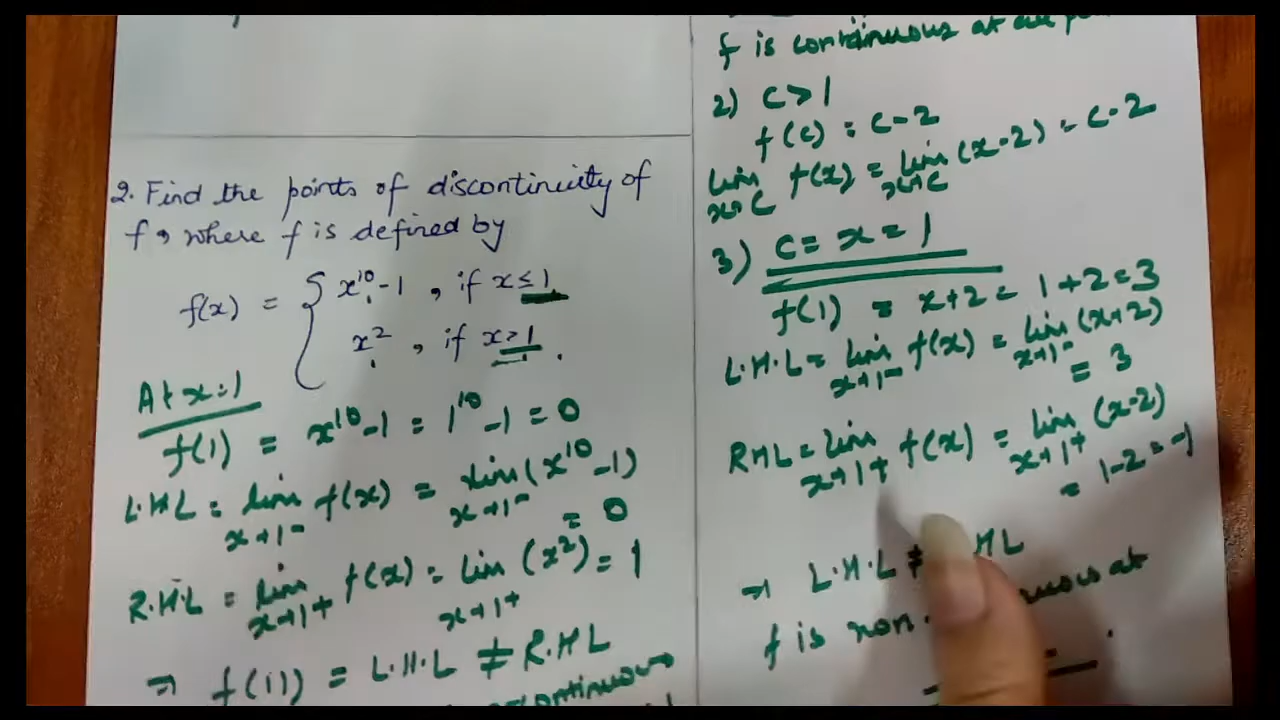 2. Find the points of discontinuity of
f, where f is defined by
f(x) = { x¹⁰-1 , if x ≤ 1
x² , if x > 1 .
At x=1
f(1) = x¹⁰-1 = 1¹⁰-1 = 0
L.H.L = lim x→1⁻ f(x) = lim x→1⁻ (x¹⁰-1)
= 0
R.H.L = lim x→1⁺ f(x) = lim x→1⁺ (x²) = 1
⇒ f(1) = L.H.L ≠ R.H.L
f is continuous at
2) c > 1
f(c) = c-2
lim x→c f(x) = lim x→c (x-2) = c-2
3) c = x = 1
f(1) = x+2 = 1+2 = 3
L.H.L = lim x→1⁻ f(x) = lim x→1⁻ (x+2)
= 3
RHL = lim x→1⁺ f(x) = lim x→1⁺ (x-2)
= 1-2 = -1
⇒ L.H.L ≠ HL
f is non at